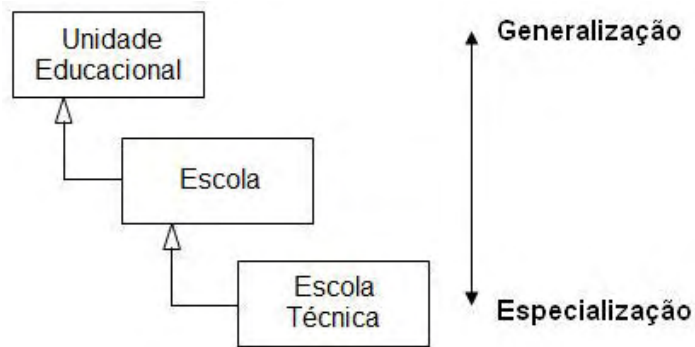 Unidade
Educacional
Generalização
Escola
Escola
Técnica
Especialização